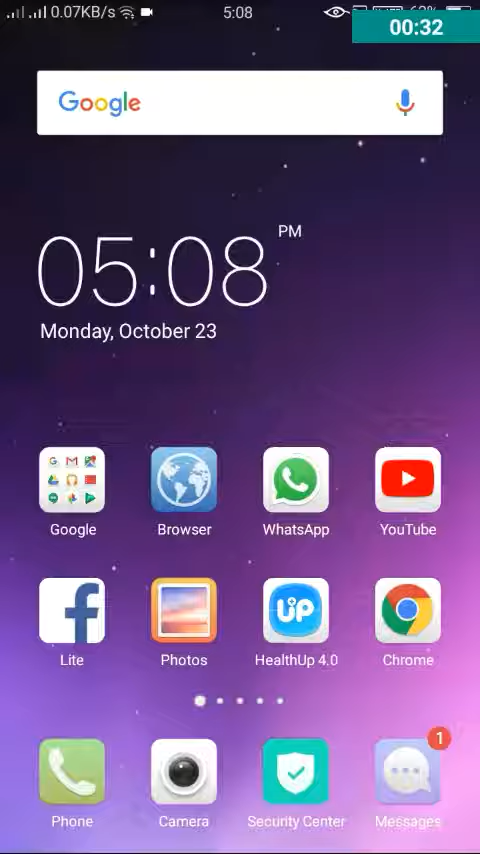 0.07KB/s 5:08
00:32
Google
PM
05:08
Monday, October 23
Google Browser WhatsApp YouTube
UP
Lite Photos HealthUp 4.0 Chrome
1
Phone Camera Security Center Messages